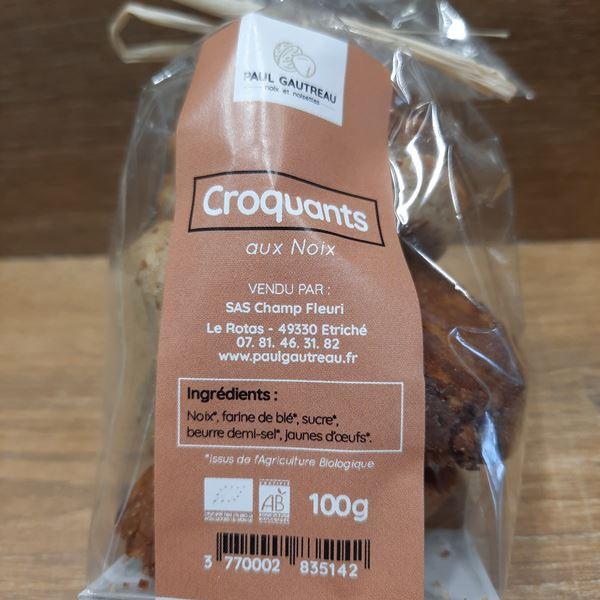 PAUL GAUTREAU
noix et noisettes
Croquants
aux Noix
VENDU PAR :
SAS Champ Fleuri
Le Rotas - 49330 Etriché
07. 81. 46. 31. 82
www.paulgautreau.fr
Ingrédients :
Noix*, farine de blé*, sucre*,
beurre demi-sel*, jaunes d'œufs*.
*issus de l'Agriculture Biologique
AB
100g
3 770002 835142